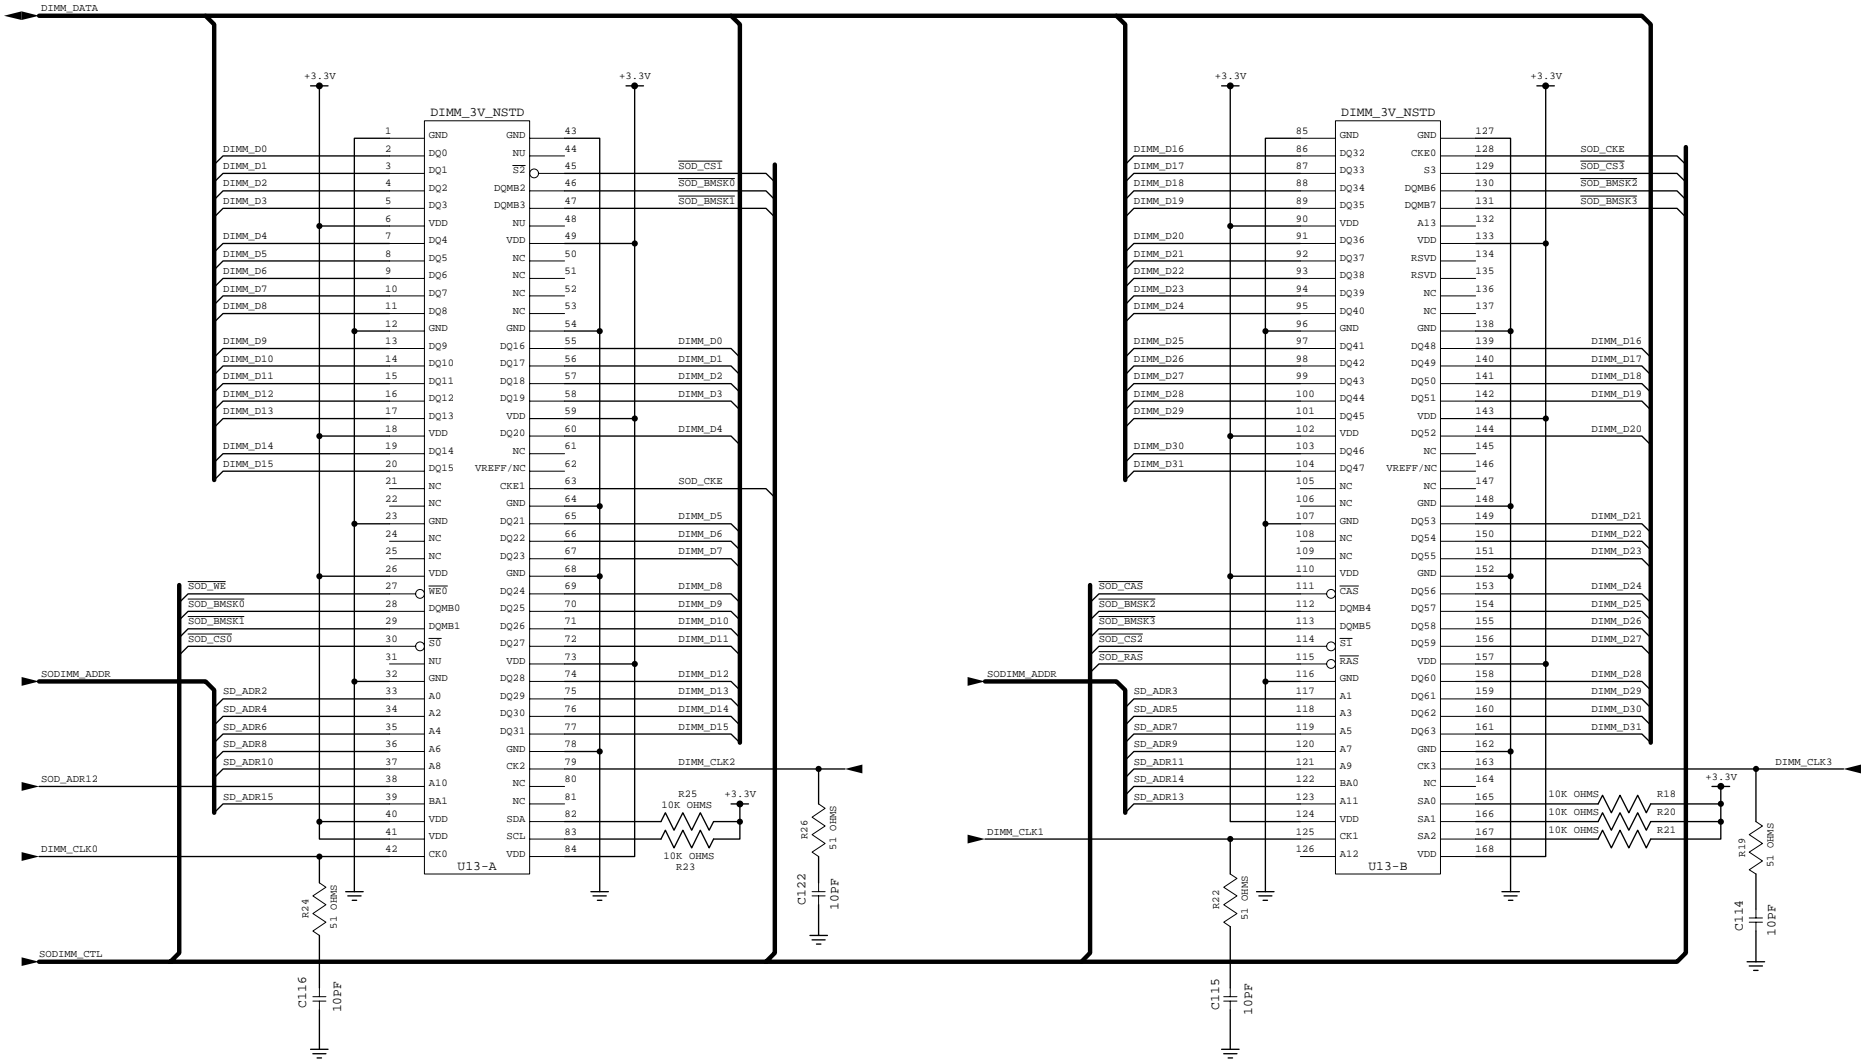 DIMM_DATA
+3.3V +3.3V
DIMM_3V_NSTD
1 GND GND 43
DIMM_D0 2 DQ0 NU 44
DIMM_D1 3 DQ1 S2 45 SOD_CS1
DIMM_D2 4 DQ2 DQMB2 46 SOD_BMSK0
DIMM_D3 5 DQ3 DQMB3 47 SOD_BMSK1
6 VDD NU 48
DIMM_D4 7 DQ4 VDD 49
DIMM_D5 8 DQ5 NC 50
DIMM_D6 9 DQ6 NC 51
DIMM_D7 10 DQ7 NC 52
DIMM_D8 11 DQ8 NC 53
12 GND GND 54
DIMM_D9 13 DQ9 DQ16 55 DIMM_D0
DIMM_D10 14 DQ10 DQ17 56 DIMM_D1
DIMM_D11 15 DQ11 DQ18 57 DIMM_D2
DIMM_D12 16 DQ12 DQ19 58 DIMM_D3
DIMM_D13 17 DQ13 VDD 59
18 VDD DQ20 60 DIMM_D4
DIMM_D14 19 DQ14 NC 61
DIMM_D15 20 DQ15 VREFF/NC 62
21 NC CKE1 63 SOD_CKE
22 NC GND 64
23 GND DQ21 65 DIMM_D5
24 NC DQ22 66 DIMM_D6
25 NC DQ23 67 DIMM_D7
26 VDD GND 68
SOD_WE 27 WE0 DQ24 69 DIMM_D8
SOD_BMSK0 28 DQMB0 DQ25 70 DIMM_D9
SOD_BMSK1 29 DQMB1 DQ26 71 DIMM_D10
SOD_CS0 30 S0 DQ27 72 DIMM_D11
31 NU VDD 73
SODIMM_ADDR
32 GND DQ28 74 DIMM_D12
SD_ADR2 33 A0 DQ29 75 DIMM_D13
SD_ADR4 34 A2 DQ30 76 DIMM_D14
SD_ADR6 35 A4 DQ31 77 DIMM_D15
SD_ADR8 36 A6 GND 78
SD_ADR10 37 A8 CK2 79 DIMM_CLK2
SOD_ADR12 38 A10 NC 80
SD_ADR15 39 BA1 NC 81
40 VDD SDA 82
41 VDD SCL 83
DIMM_CLK0 42 CK0 VDD 84
U13-A
R25
10K OHMS
+3.3V
10K OHMS
R23
R26
51 OHMS
C122
10PF
R24
51 OHMS
C116
10PF
SODIMM_CTL
+3.3V +3.3V
DIMM_3V_NSTD
85 GND GND 127
DIMM_D16 86 DQ32 CKE0 128 SOD_CKE
DIMM_D17 87 DQ33 S3 129 SOD_CS3
DIMM_D18 88 DQ34 DQMB6 130 SOD_BMSK2
DIMM_D19 89 DQ35 DQMB7 131 SOD_BMSK3
90 VDD A13 132
DIMM_D20 91 DQ36 VDD 133
DIMM_D21 92 DQ37 RSVD 134
DIMM_D22 93 DQ38 RSVD 135
DIMM_D23 94 DQ39 NC 136
DIMM_D24 95 DQ40 NC 137
96 GND GND 138
DIMM_D25 97 DQ41 DQ48 139 DIMM_D16
DIMM_D26 98 DQ42 DQ49 140 DIMM_D17
DIMM_D27 99 DQ43 DQ50 141 DIMM_D18
DIMM_D28 100 DQ44 DQ51 142 DIMM_D19
DIMM_D29 101 DQ45 VDD 143
102 VDD DQ52 144 DIMM_D20
DIMM_D30 103 DQ46 NC 145
DIMM_D31 104 DQ47 VREFF/NC 146
105 NC NC 147
106 NC GND 148
107 GND DQ53 149 DIMM_D21
108 NC DQ54 150 DIMM_D22
109 NC DQ55 151 DIMM_D23
110 VDD GND 152
SOD_CAS 111 CAS DQ56 153 DIMM_D24
SOD_BMSK2 112 DQMB4 DQ57 154 DIMM_D25
SOD_BMSK3 113 DQMB5 DQ58 155 DIMM_D26
SOD_CS2 114 S1 DQ59 156 DIMM_D27
SOD_RAS 115 RAS VDD 157
SODIMM_ADDR
116 GND DQ60 158 DIMM_D28
SD_ADR3 117 A1 DQ61 159 DIMM_D29
SD_ADR5 118 A3 DQ62 160 DIMM_D30
SD_ADR7 119 A5 DQ63 161 DIMM_D31
SD_ADR9 120 A7 GND 162
SD_ADR11 121 A9 CK3 163 DIMM_CLK3
SD_ADR14 122 BA0 NC 164
SD_ADR13 123 A11 SA0 165 10K OHMS R18
124 VDD SA1 166 10K OHMS R20
DIMM_CLK1 125 CK1 SA2 167 10K OHMS R21
126 A12 VDD 168
U13-B
+3.3V
R19
51 OHMS
C114
10PF
R22
51 OHMS
C115
10PF